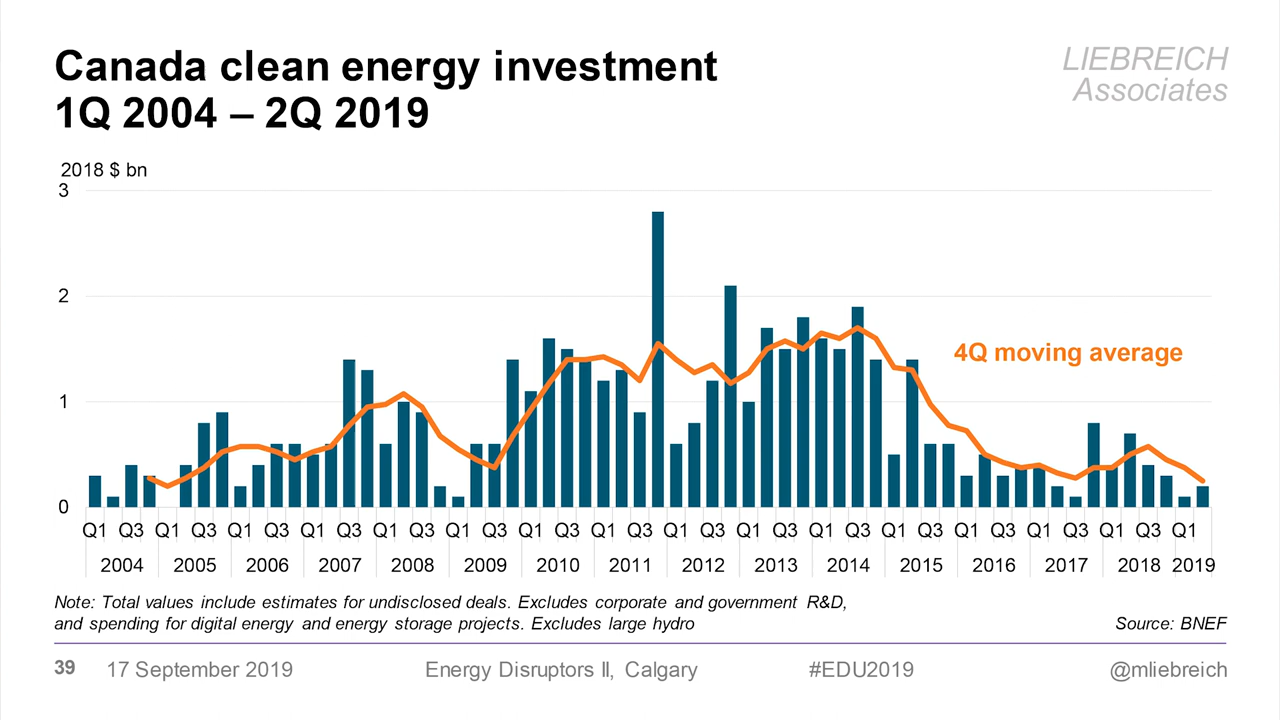 Canada clean energy investment
1Q 2004 – 2Q 2019
LIEBREICH
Associates
2018 $ bn
3
2
1
0
4Q moving average
Q1 Q3 Q1 Q3 Q1 Q3 Q1 Q3 Q1 Q3 Q1 Q3 Q1 Q3 Q1 Q3 Q1 Q3 Q1 Q3 Q1 Q3 Q1 Q3 Q1 Q3 Q1 Q3 Q1 Q3 Q1
2004 2005 2006 2007 2008 2009 2010 2011 2012 2013 2014 2015 2016 2017 2018 2019
Note: Total values include estimates for undisclosed deals. Excludes corporate and government R&D,
and spending for digital energy and energy storage projects. Excludes large hydro
Source: BNEF
39 17 September 2019 Energy Disruptors II, Calgary #EDU2019 @mliebreich